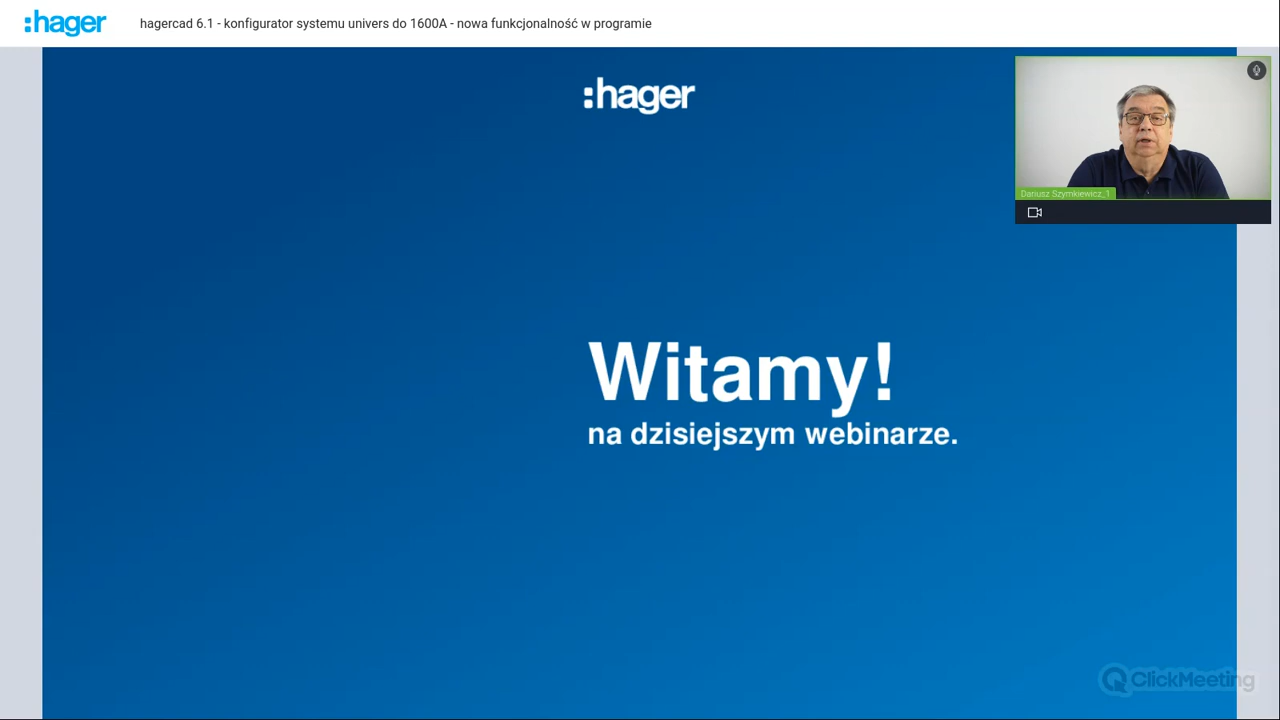 :hager
hagercad 6.1 - konfigurator systemu univers do 1600A - nowa funkcjonalność w programie
:hager
Dariusz Szymkiewicz_1
Witamy!
na dzisiejszym webinarze.
ClickMeeting